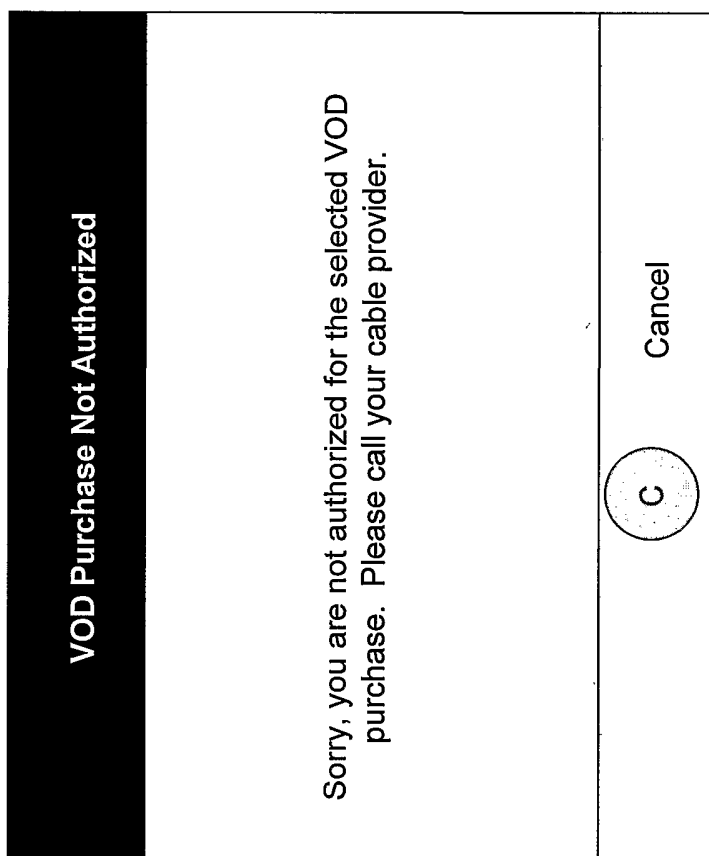 VOD Purchase Not Authorized
Sorry, you are not authorized for the selected VOD
purchase.  Please call your cable provider.
C Cancel